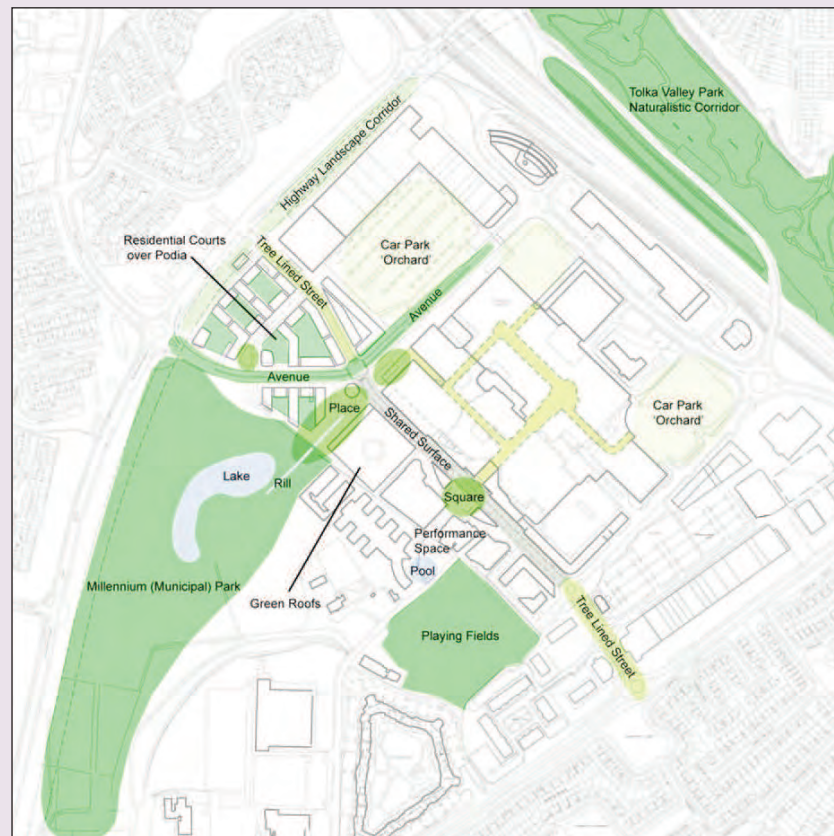 Tolka Valley Park
Naturalistic Corridor
Highway Landscape Corridor
Residential Courts
over Podia
Tree Lined Street
Car Park
'Orchard'
Avenue
Avenue
Place
Shared Surface
Car Park
'Orchard'
Lake
Rill
Square
Performance
Space
Pool
Millennium (Municipal) Park
Green Roofs
Playing Fields
Tree Lined Street